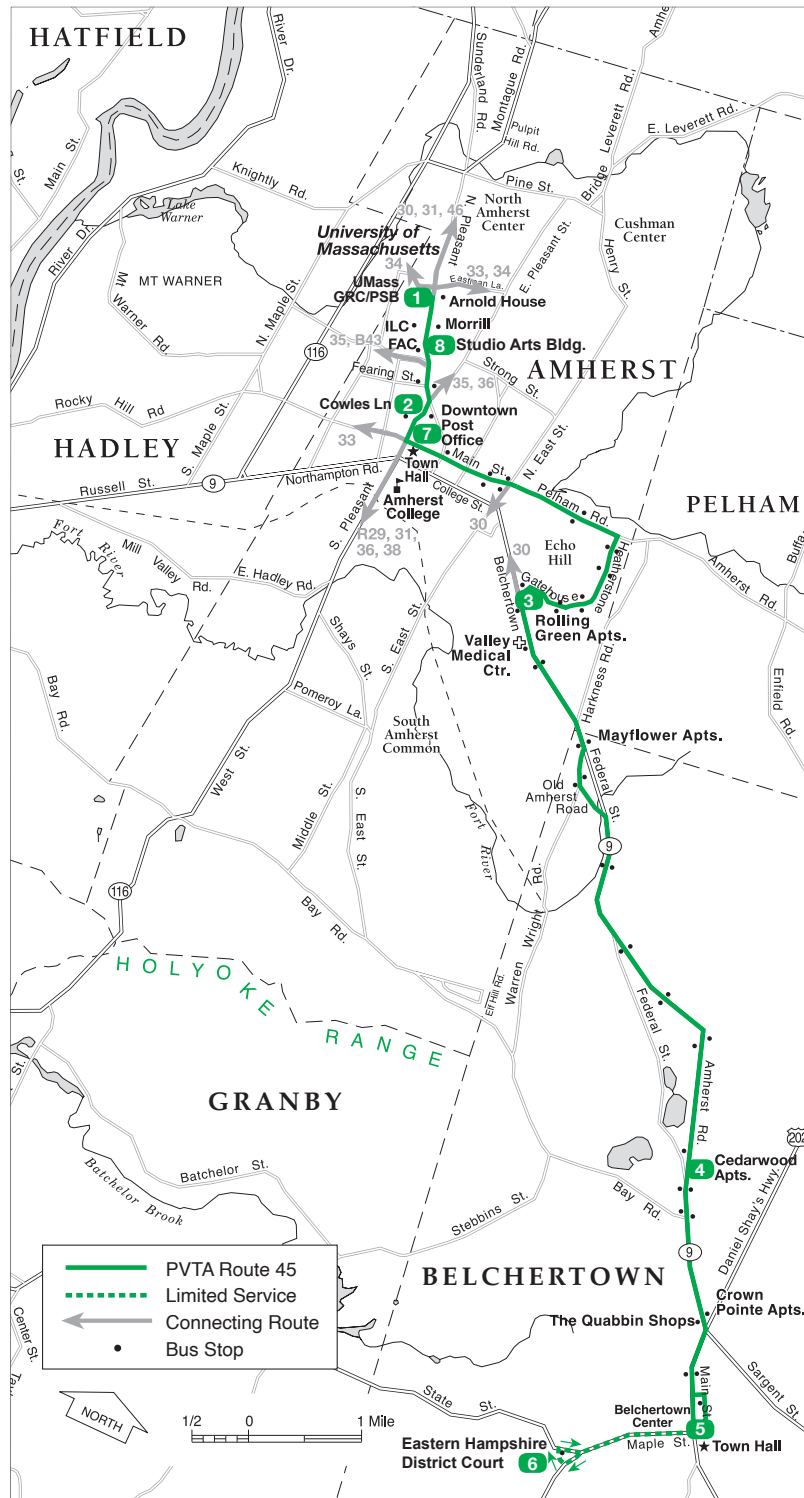 HATFIELD
River Dr.
Main St.
River Dr.
Knightly Rd.
Lake
Warner
MT WARNER
Mt
Warner Rd.
N. Maple St.
116
Sunderland Rd.
Montague Rd.
Pulpit
Hill Rd.
Bridge Leverett Rd.
E. Leverett Rd.
Pine St.
North
Amherst
Center
Cushman
Center
Henry St.
N. Pleasant
E. Pleasant St.
30, 31, 46
University of
Massachusetts
34
33, 34
Eastman La.
UMass
GRC/PSB
1
Arnold House
ILC
Morrill
FAC
8
Studio Arts Bldg.
35, B43
Fearing St.
Strong St.
AMHERST
35, 36
Rocky Hill Rd
S. Maple St.
HADLEY
Cowles Ln
2
7
Downtown
Post
Office
33
Russell St.
9
Northampton Rd.
Town
Hall
Amherst
College
College St.
Main St.
N. East St.
Pelham Rd.
PELHAM
S. Pleasant
R29, 31,
36, 38
30
30
Echo
Hill
Heatherstone
Amherst Rd.
Buffa
Fort
River
Mill
Valley
Rd.
E. Hadley Rd.
Belchertown
Gatehouse
3
Rolling
Green Apts.
Valley
Medical
Ctr.
Shays St.
S. East St.
Harkness Rd.
Enfield Rd.
Bay Rd.
Pomeroy La.
South
Amherst
Common
Mayflower Apts.
West St.
Middle St.
S. East St.
Old
Amherst
Road
Federal St.
9
Fort
River
116
Bay Rd.
Warren Wright Rd.
Elf Hill Rd.
HOLYOKE
RANGE
Federal St.
Amherst Rd.
GRANBY
St.
202
Batchelor St.
Batchelor Brook
Stebbins St.
Bay Rd.
4
Cedarwood
Apts.
Daniel Shay's Hwy.
9
BELCHERTOWN
PVTA Route 45
Limited Service
Connecting Route
Bus Stop
Crown
Pointe Apts.
The Quabbin Shops
Center St.
Sargent St.
State St.
Main St.
NORTH
1/2 0 1 Mile
Belchertown
Center
5
Maple St.
Town Hall
Eastern Hampshire
District Court
6